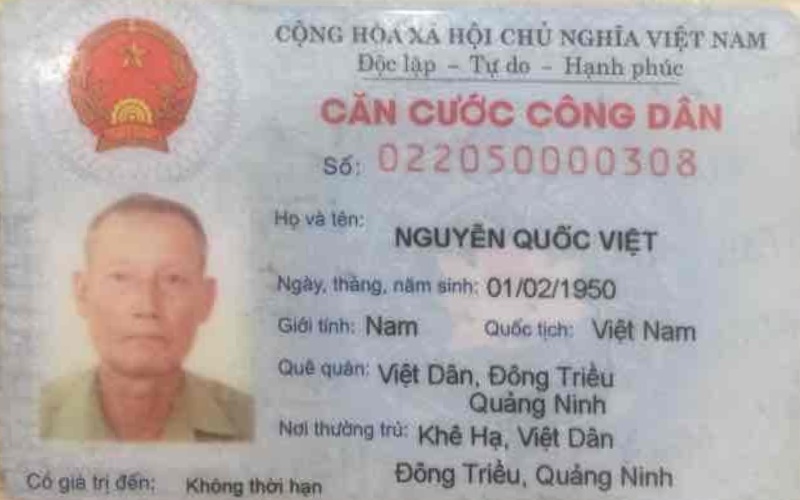 CỘNG HÒA XÃ HỘI CHỦ NGHĨA VIỆT NAM
Độc lập - Tự do - Hạnh phúc
CĂN CƯỚC CÔNG DÂN
Số: 022050000308
Họ và tên: NGUYỄN QUỐC VIỆT
Ngày, tháng, năm sinh: 01/02/1950
Giới tính: Nam Quốc tịch: Việt Nam
Quê quán: Việt Dân, Đông Triều
Quảng Ninh
Nơi thường trú: Khê Hạ, Việt Dân
Đông Triều, Quảng Ninh
Có giá trị đến: Không thời hạn